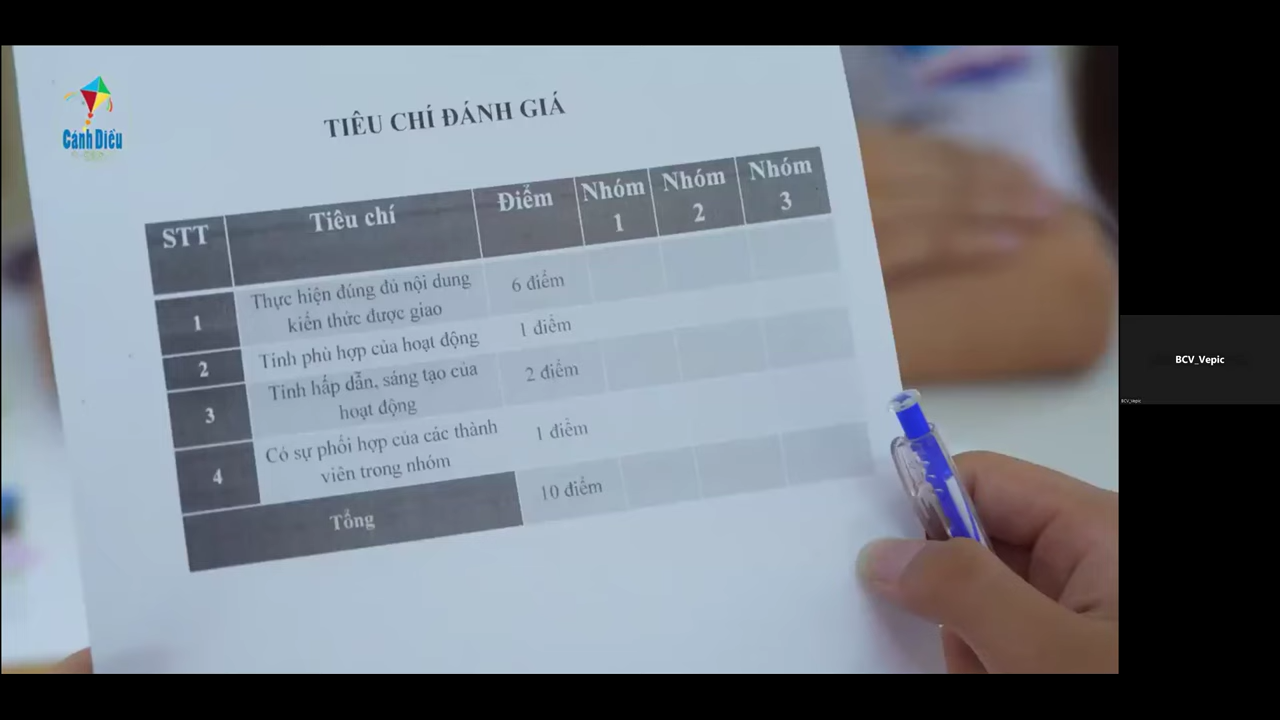 Cánh Diều
TIÊU CHÍ ĐÁNH GIÁ
STT Tiêu chí Điểm Nhóm 1 Nhóm 2 Nhóm 3
1 Thực hiện đúng đủ nội dung
kiến thức được giao 6 điểm
2 Tính phù hợp của hoạt động 1 điểm
3 Tính hấp dẫn, sáng tạo của
hoạt động 2 điểm
4 Có sự phối hợp của các thành
viên trong nhóm 1 điểm
Tổng 10 điểm
BCV_Vepic
BCV_Vepic